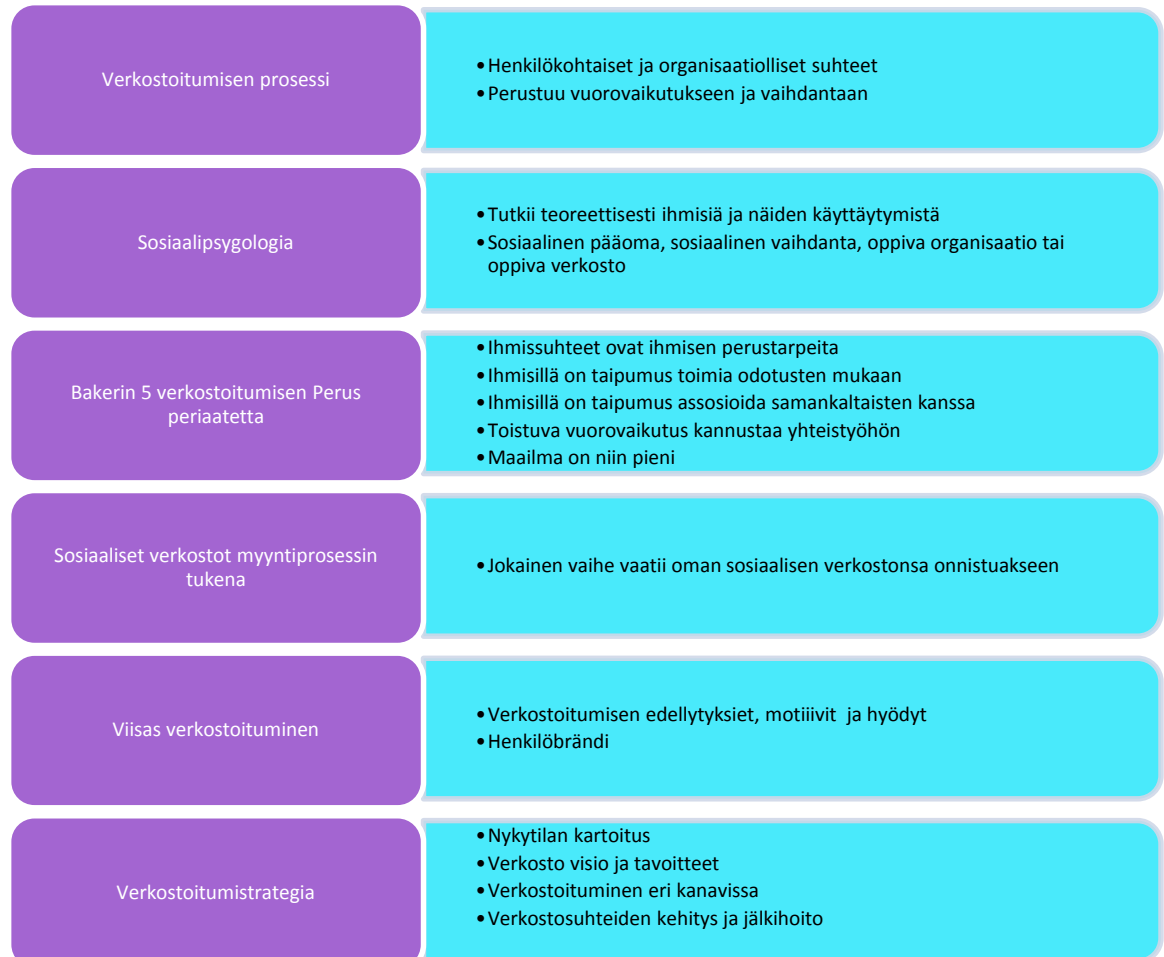 Verkostoitumisen prosessi
•Henkilökohtaiset ja organisaatiolliset suhteet
•Perustuu vuorovaikutukseen ja vaihdantaan
Sosiaalipsygologia
•Tutkii teoreettisesti ihmisiä ja näiden käyttäytymistä
•Sosiaalinen pääoma, sosiaalinen vaihdanta, oppiva organisaatio tai
oppiva verkosto
Bakerin 5 verkostoitumisen Perus
periaatetta
•Ihmissuhteet ovat ihmisen perustarpeita
•Ihmisillä on taipumus toimia odotusten mukaan
•Ihmisillä on taipumus assosioida samankaltaisten kanssa
•Toistuva vuorovaikutus kannustaa yhteistyöhön
•Maailma on niin pieni
Sosiaaliset verkostot myyntiprosessin
tukena
•Jokainen vaihe vaatii oman sosiaalisen verkostonsa onnistuakseen
Viisas verkostoituminen
•Verkostoitumisen edellytyksiet, motiiivit ja hyödyt
•Henkilöbrändi
Verkostoitumistrategia
•Nykytilan kartoitus
•Verkosto visio ja tavoitteet
•Verkostoituminen eri kanavissa
•Verkostosuhteiden kehitys ja jälkihoito